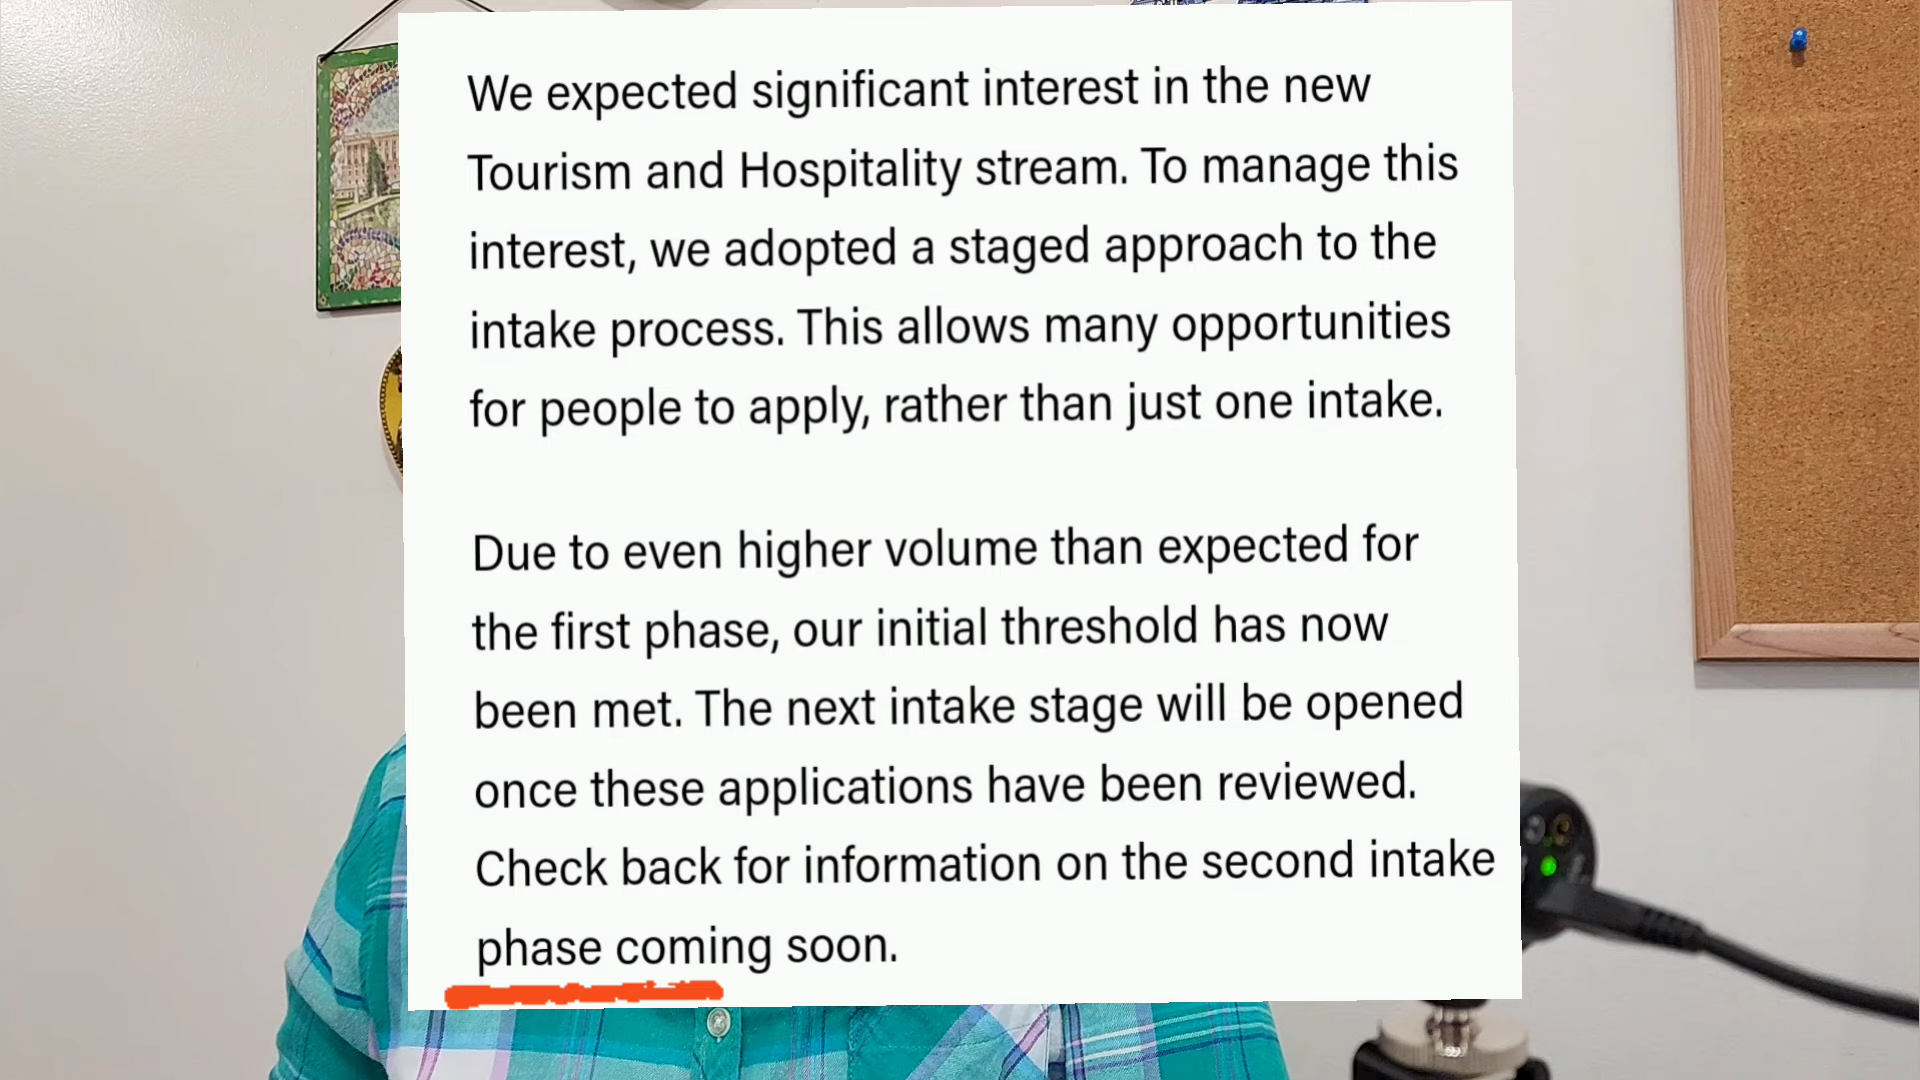 We expected significant interest in the new
Tourism and Hospitality stream. To manage this
interest, we adopted a staged approach to the
intake process. This allows many opportunities
for people to apply, rather than just one intake.
Due to even higher volume than expected for
the first phase, our initial threshold has now
been met. The next intake stage will be opened
once these applications have been reviewed.
Check back for information on the second intake
phase coming soon.